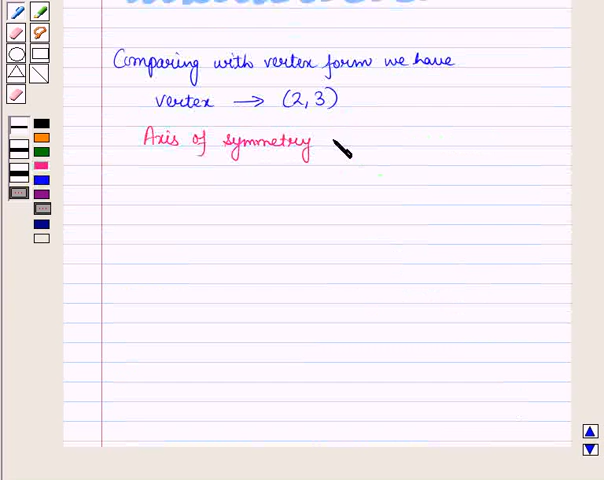 Comparing with vertex form we have
vertex → (2, 3)
Axis of symmetry